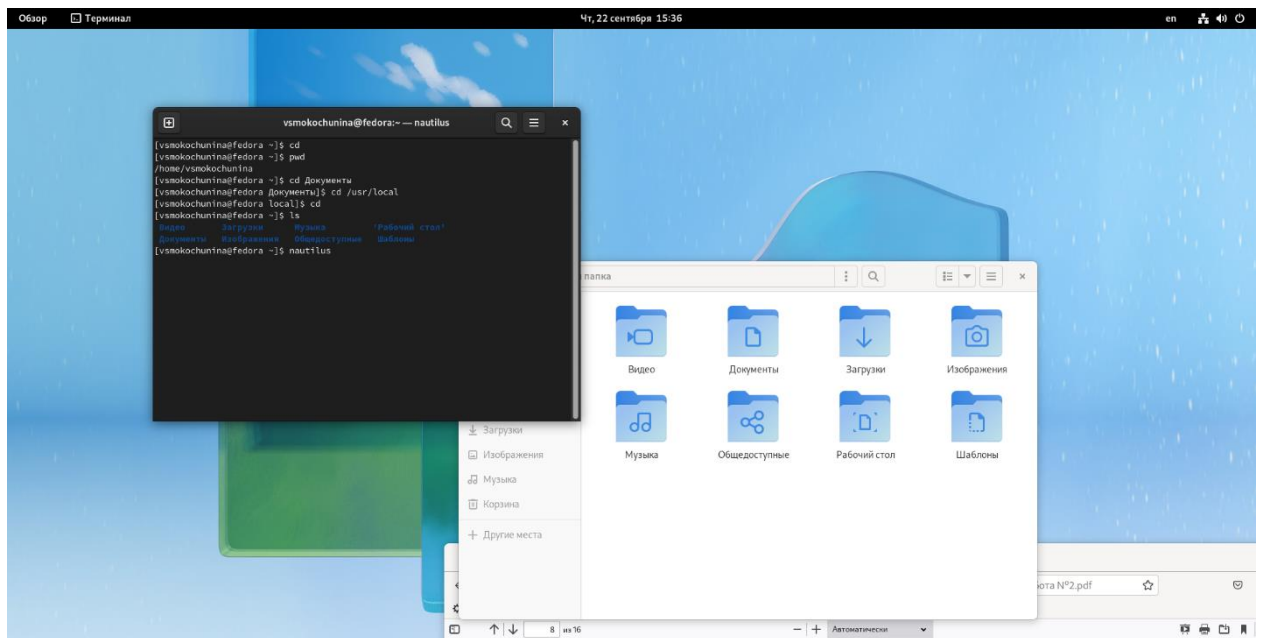 Обзор Терминал Чт, 22 сентября 15:36 en
vsmokochunina@fedora:~ — nautilus
[vsmokochunina@fedora ~]$ cd
[vsmokochunina@fedora ~]$ pwd
/home/vsmokochunina
[vsmokochunina@fedora ~]$ cd Документы
[vsmokochunina@fedora Документы]$ cd /usr/local
[vsmokochunina@fedora local]$ cd
[vsmokochunina@fedora ~]$ ls
Видео Загрузки Музыка 'Рабочий стол'
Документы Изображения Общедоступные Шаблоны
[vsmokochunina@fedora ~]$ nautilus
папка
Видео Документы Загрузки Изображения
Музыка Общедоступные Рабочий стол Шаблоны
Загрузки
Изображения
Музыка
Корзина
Другие места
бота №2.pdf
8 из 16 Автоматически